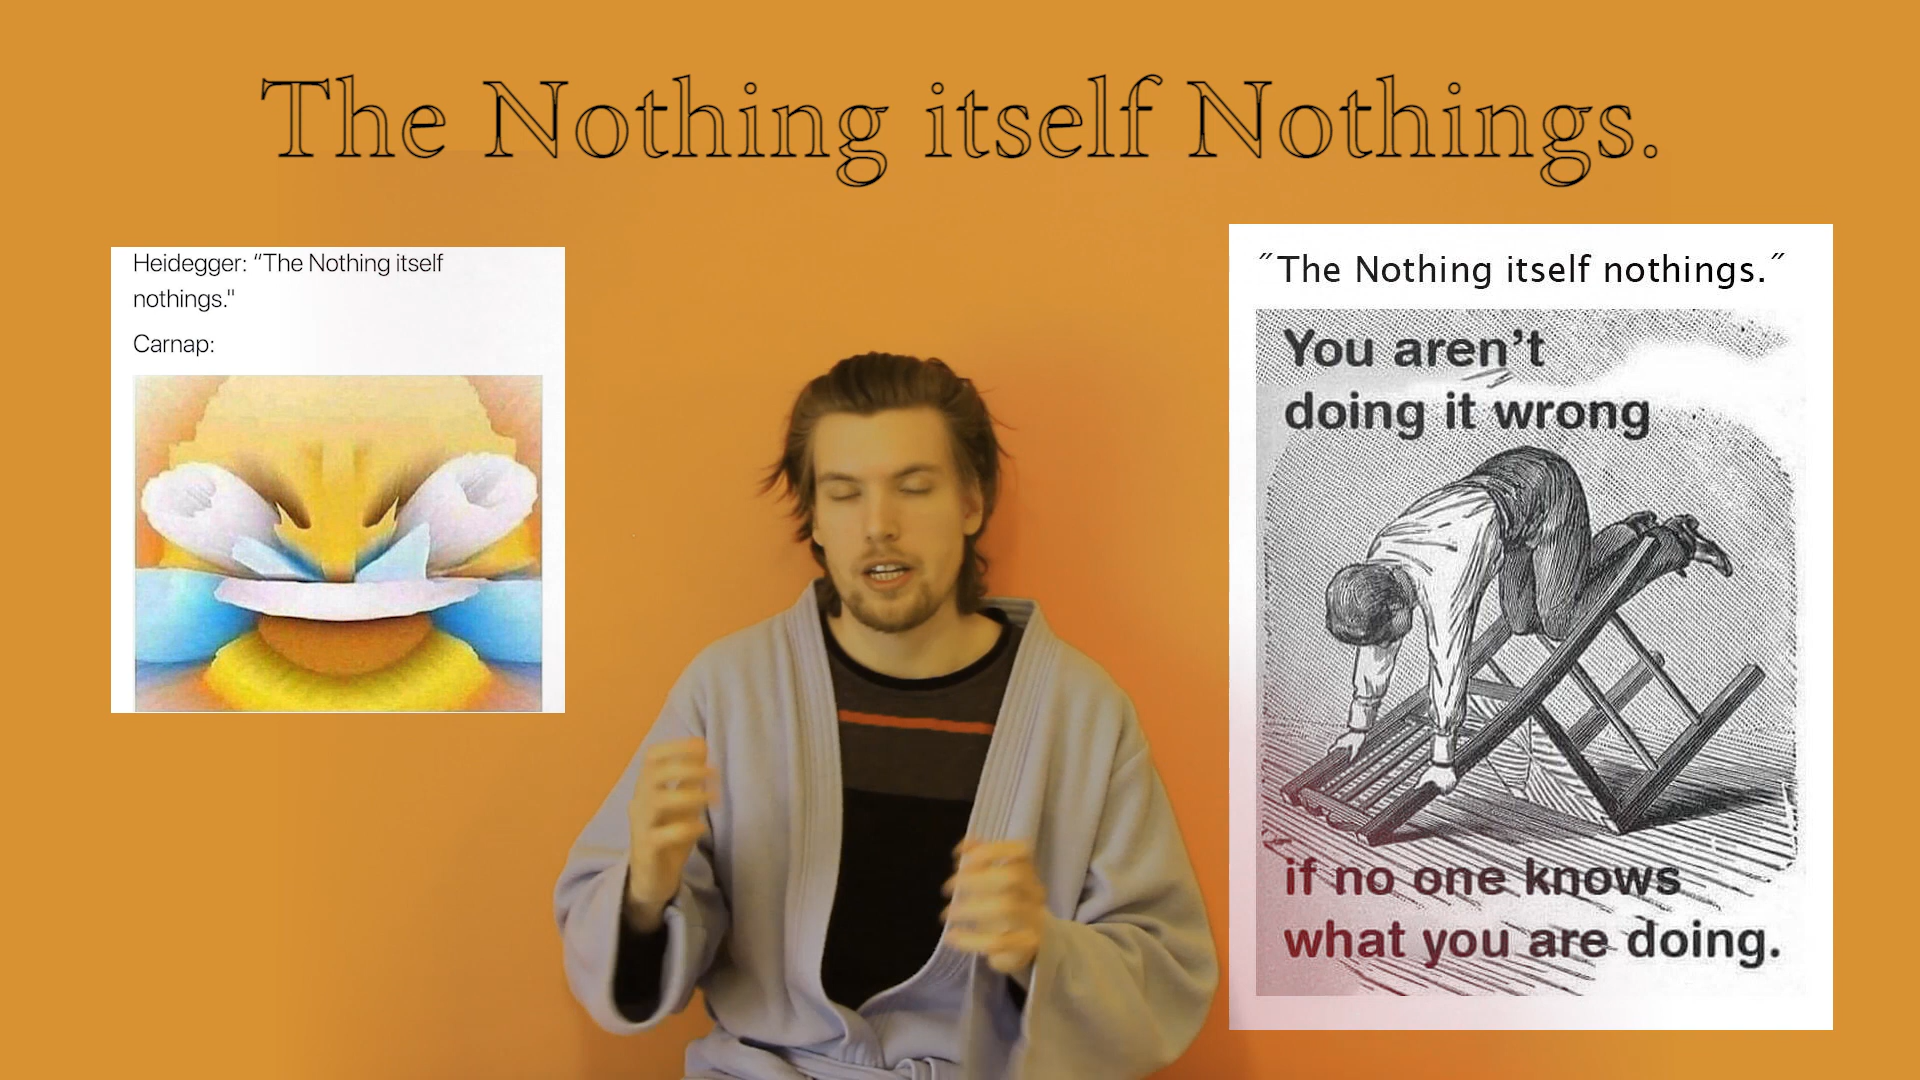 The Nothing itself Nothings.
Heidegger: “The Nothing itself
nothings."
Carnap:
˝The Nothing itself nothings.˝
You aren’t
doing it wrong
if no one knows
what you are doing.